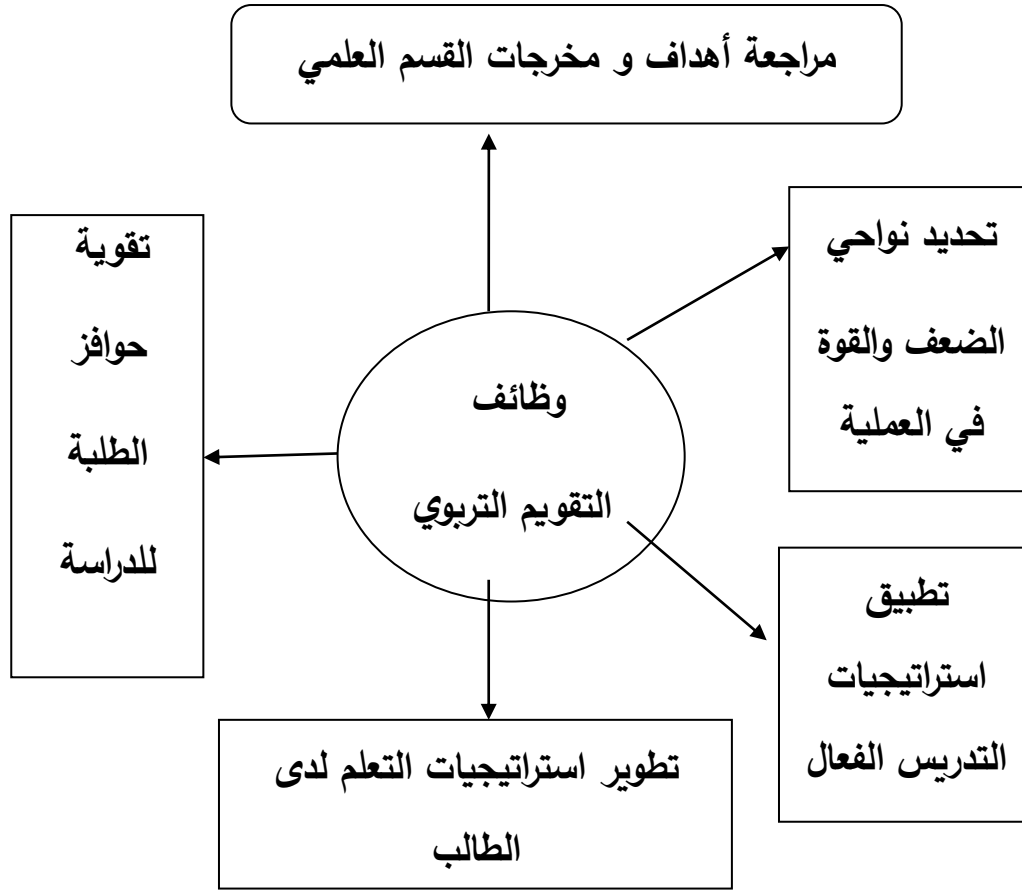 مراجعة أهداف و مخرجات القسم العلمي
تحديد نواحي
الضعف والقوة
في العملية
تقوية
حوافز
الطلبة
للدراسة
وظائف
التقويم التربوي
تطبيق
استراتيجيات
التدريس الفعال
تطوير استراتيجيات التعلم لدى
الطالب